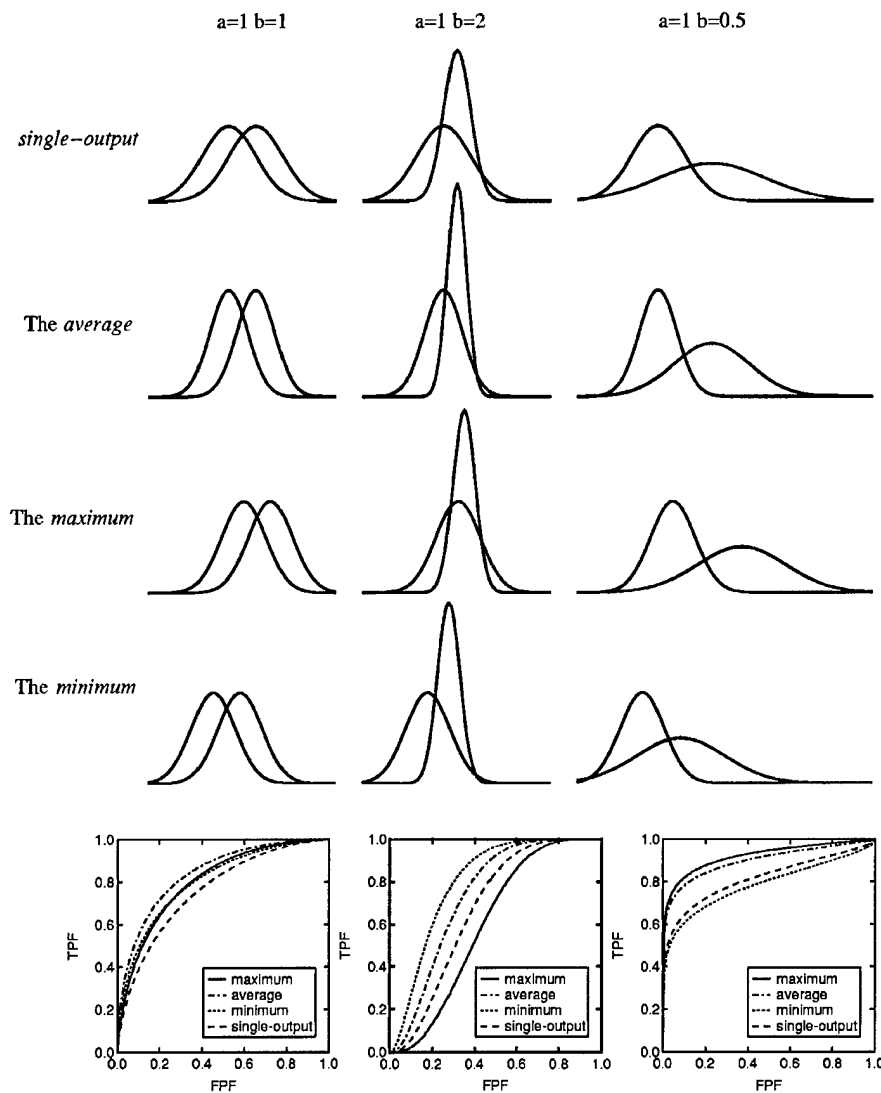 a=1 b=1 a=1 b=2 a=1 b=0.5
single-output
The average
The maximum
The minimum
1.0 1.0 1.0
0.8 0.8 0.8
0.6 0.6 0.6
TPF TPF TPF
0.4 0.4 0.4
maximum maximum maximum
average average average
0.2 0.2 0.2
minimum minimum minimum
single-output single-output single-output
0.0 0.0 0.0
0.0 0.2 0.4 0.6 0.8 1.0 0.0 0.2 0.4 0.6 0.8 1.0 0.0 0.2 0.4 0.6 0.8 1.0
FPF FPF FPF